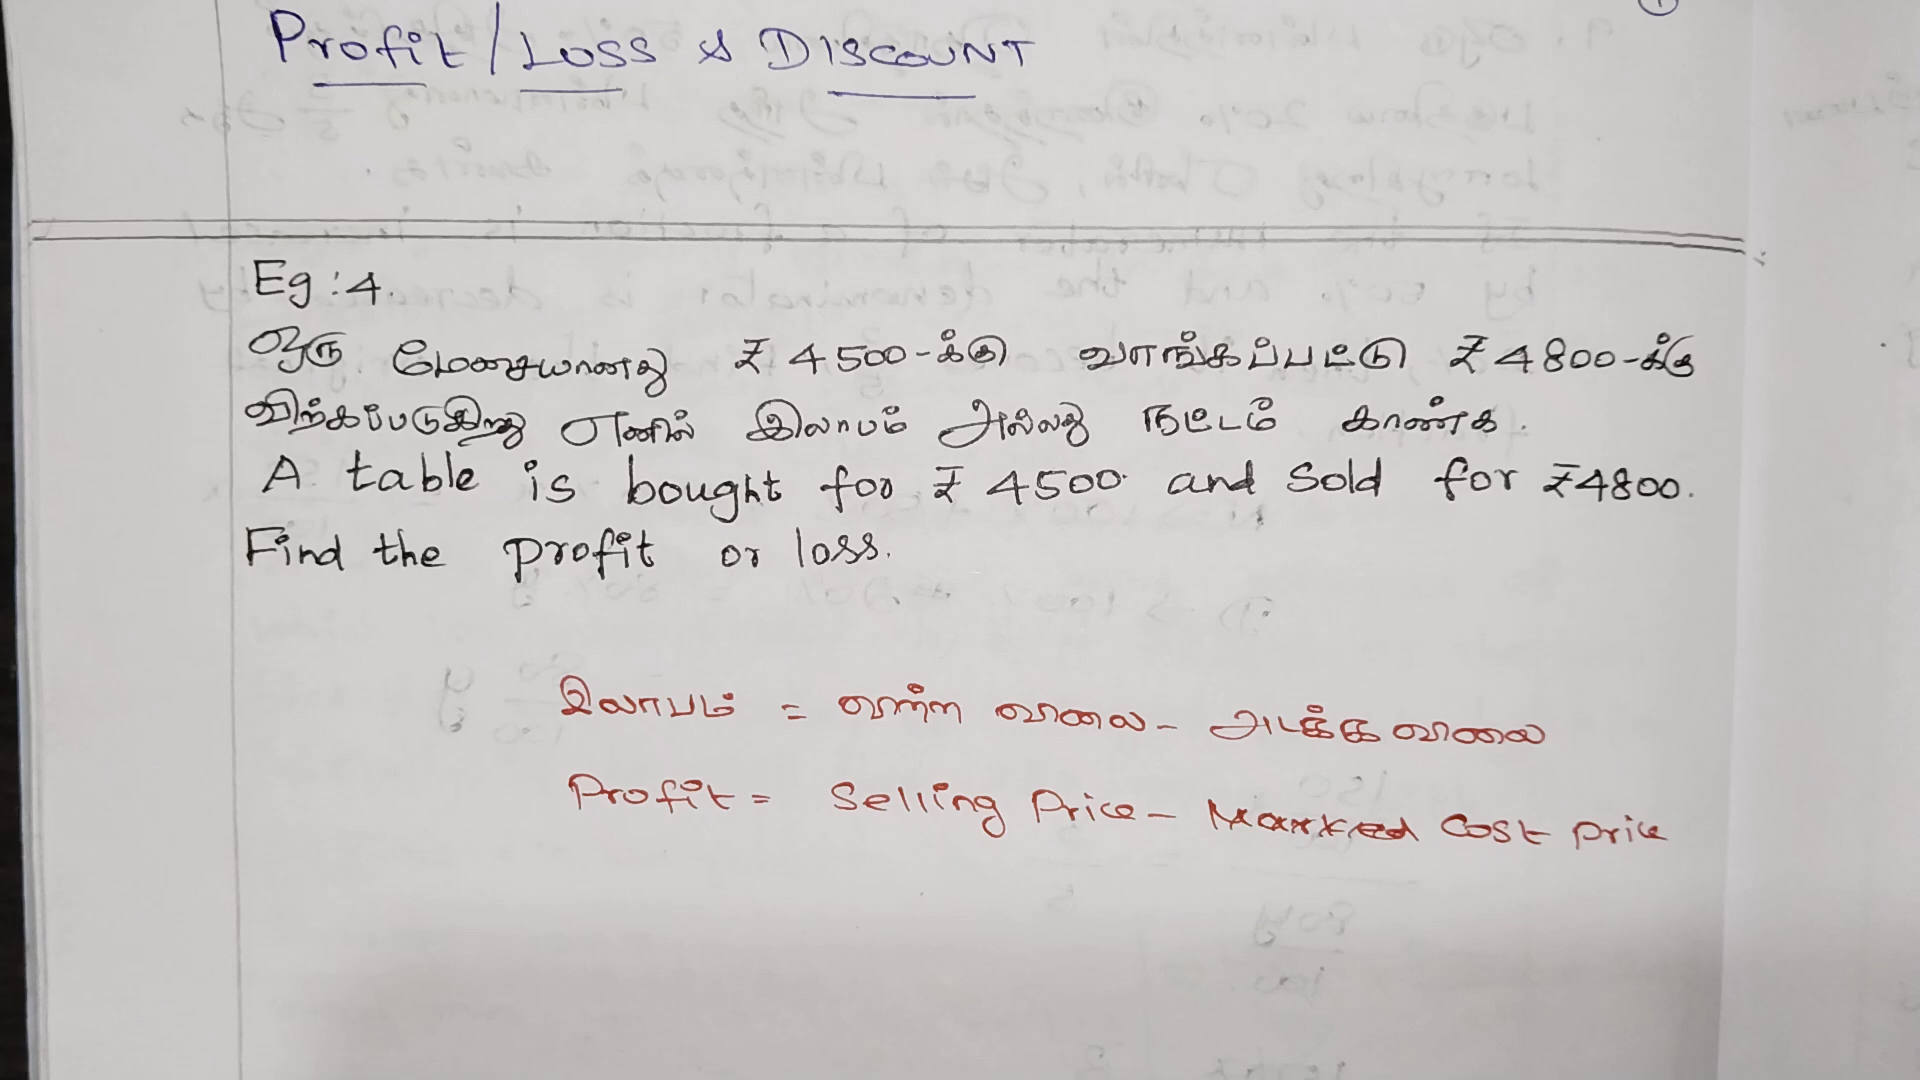 Profit/Loss & DISCOUNT
Eg:4.
ஒரு மேசையானது ₹ 4500-க்கு வாங்கப்பட்டு ₹ 4800-க்கு
விற்கப்படுகிறது எனில் இலாபம் அல்லது நட்டம் காண்க.
A table is bought for ₹ 4500 and Sold for ₹4800.
Find the profit or loss.
இலாபம் = விற்ற விலை - அடக்க விலை
Profit = Selling Price - Marked Cost price